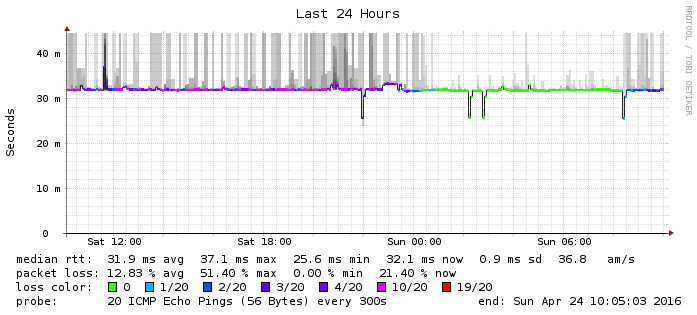 Last 24 Hours
RRDTOOL / TOBI OETIKER
Seconds
40 m
30 m
20 m
10 m
0
Sat 12:00 Sat 18:00 Sun 00:00 Sun 06:00
median rtt: 31.9 ms avg 37.1 ms max 25.6 ms min 32.1 ms now 0.9 ms sd 36.8 am/s
packet loss: 12.83 % avg 51.40 % max 0.00 % min 21.40 % now
loss color: 0 1/20 2/20 3/20 4/20 10/20 19/20
probe: 20 ICMP Echo Pings (56 Bytes) every 300s end: Sun Apr 24 10:05:03 2016